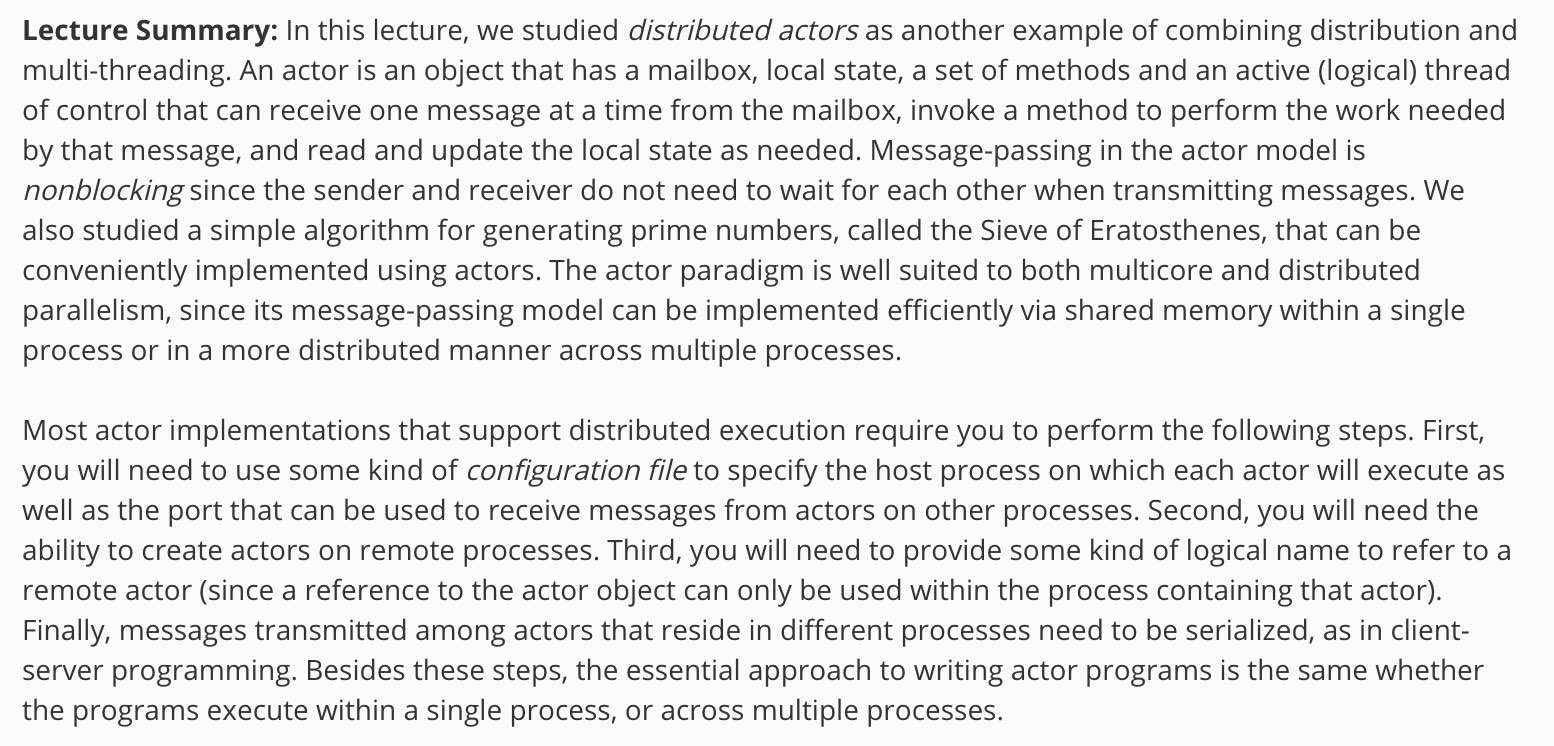 Lecture Summary: In this lecture, we studied distributed actors as another example of combining distribution and
multi-threading. An actor is an object that has a mailbox, local state, a set of methods and an active (logical) thread
of control that can receive one message at a time from the mailbox, invoke a method to perform the work needed
by that message, and read and update the local state as needed. Message-passing in the actor model is
nonblocking since the sender and receiver do not need to wait for each other when transmitting messages. We
also studied a simple algorithm for generating prime numbers, called the Sieve of Eratosthenes, that can be
conveniently implemented using actors. The actor paradigm is well suited to both multicore and distributed
parallelism, since its message-passing model can be implemented efficiently via shared memory within a single
process or in a more distributed manner across multiple processes.
Most actor implementations that support distributed execution require you to perform the following steps. First,
you will need to use some kind of configuration file to specify the host process on which each actor will execute as
well as the port that can be used to receive messages from actors on other processes. Second, you will need the
ability to create actors on remote processes. Third, you will need to provide some kind of logical name to refer to a
remote actor (since a reference to the actor object can only be used within the process containing that actor).
Finally, messages transmitted among actors that reside in different processes need to be serialized, as in client-
server programming. Besides these steps, the essential approach to writing actor programs is the same whether
the programs execute within a single process, or across multiple processes.